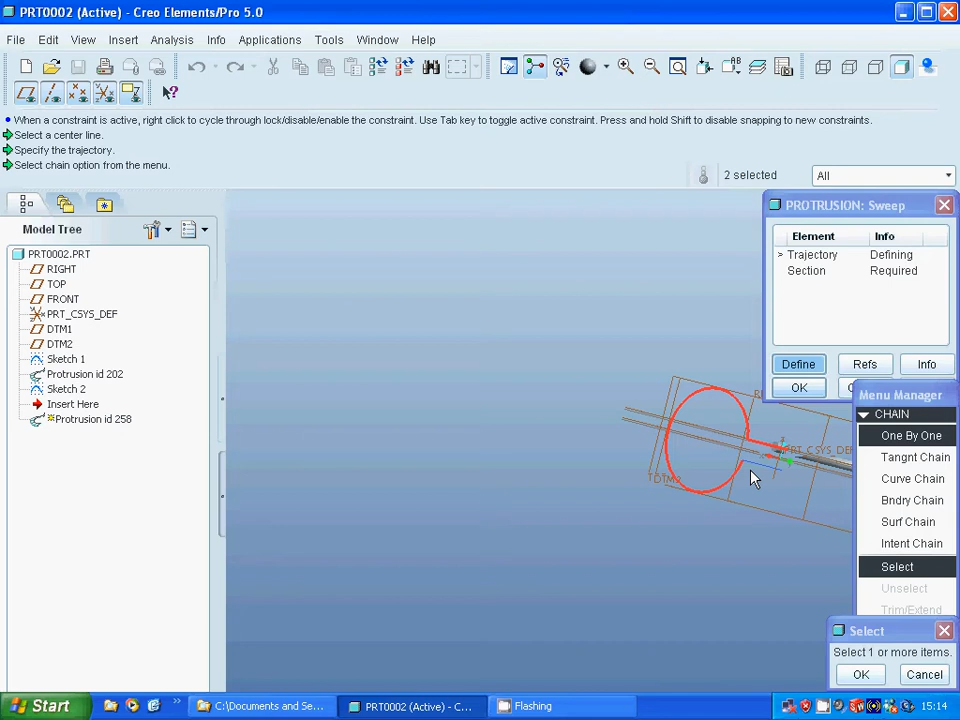 PRT0002 (Active) - Creo Elements/Pro 5.0
File Edit View Insert Analysis Info Applications Tools Window Help
When a constraint is active, right click to cycle through lock/disable/enable the constraint. Use Tab key to toggle active constraint. Press and hold Shift to disable snapping to new constraints.
Select a center line.
Specify the trajectory.
Select chain option from the menu.
2 selected
All
Model Tree
PRT0002.PRT
RIGHT
TOP
FRONT
PRT_CSYS_DEF
DTM1
DTM2
Sketch 1
Protrusion id 202
Sketch 2
Insert Here
Protrusion id 258
DTM2
PRT_CSYS_DEF
PROTRUSION: Sweep
Element Info
> Trajectory Defining
Section Required
Define Refs Info
OK
Menu Manager
CHAIN
One By One
Tangnt Chain
Curve Chain
Bndry Chain
Surf Chain
Intent Chain
Select
Unselect
Trim/Extend
Select
Select 1 or more items.
OK Cancel
Start
C:\Documents and Se...
PRT0002 (Active) - C...
Flashing
15:14